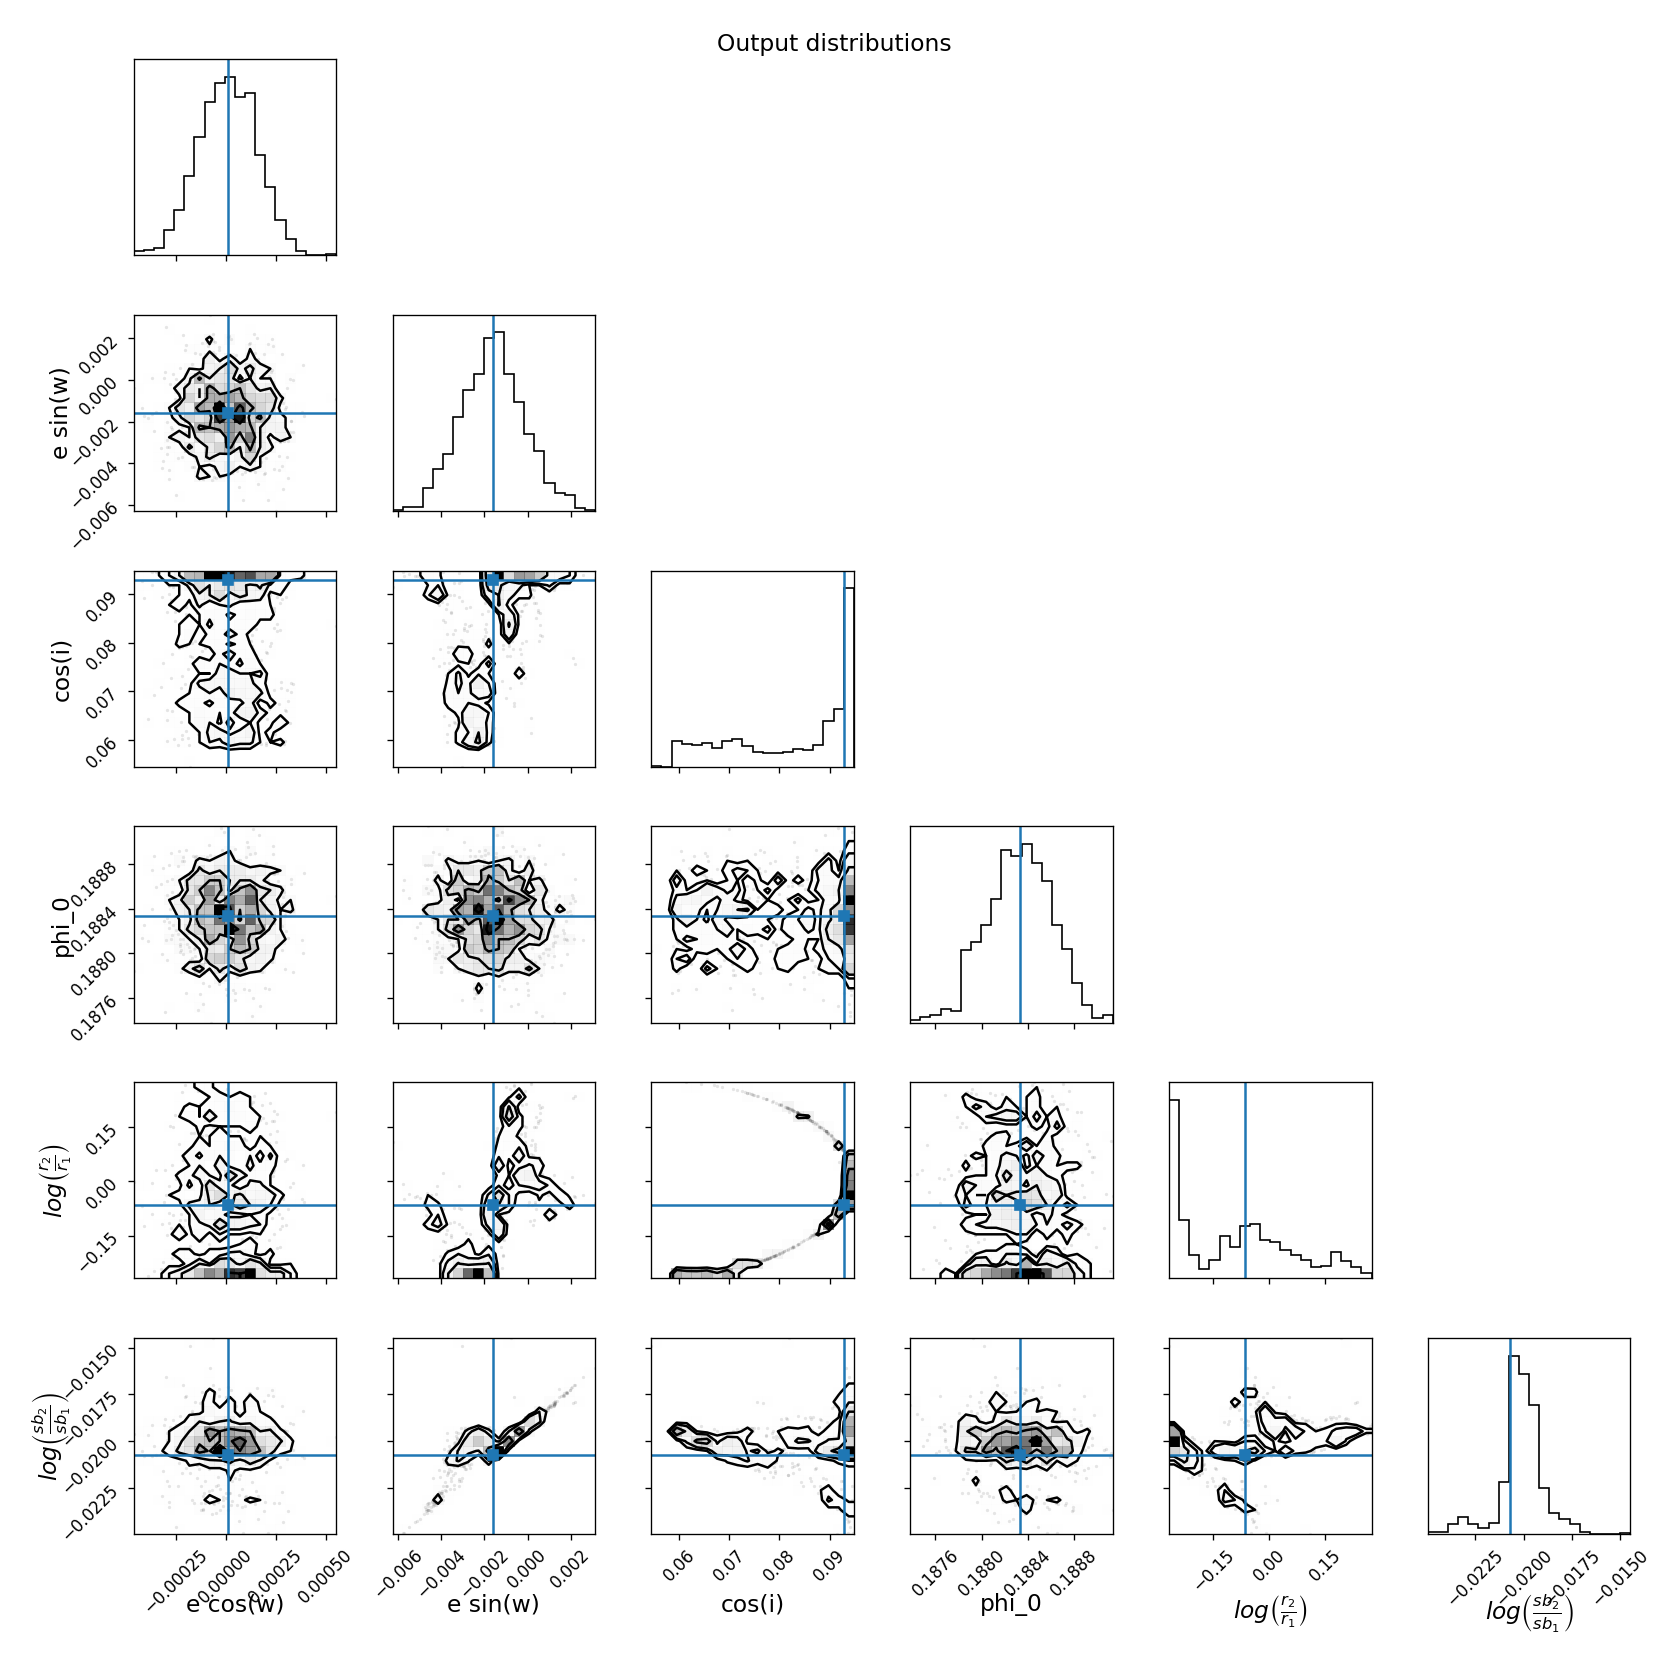 Output distributions
e sin(w)
0.002
0.000
−0.002
−0.004
−0.006
cos(i)
0.09
0.08
0.07
0.06
phi_0
0.1888
0.1884
0.1880
0.1876
log(r₂/r₁)
0.15
0.00
−0.15
log(sb₂/sb₁)
−0.0150
−0.0175
−0.0200
−0.0225
−0.00025 0.00000 0.00025 0.00050
−0.006 −0.004 −0.002 0.000 0.002
0.06 0.07 0.08 0.09
0.1876 0.1880 0.1884 0.1888
−0.15 0.00 0.15
−0.0225 −0.0200 −0.0175 −0.0150
e cos(w) e sin(w) cos(i) phi_0 log(r₂/r₁) log(sb₂/sb₁)